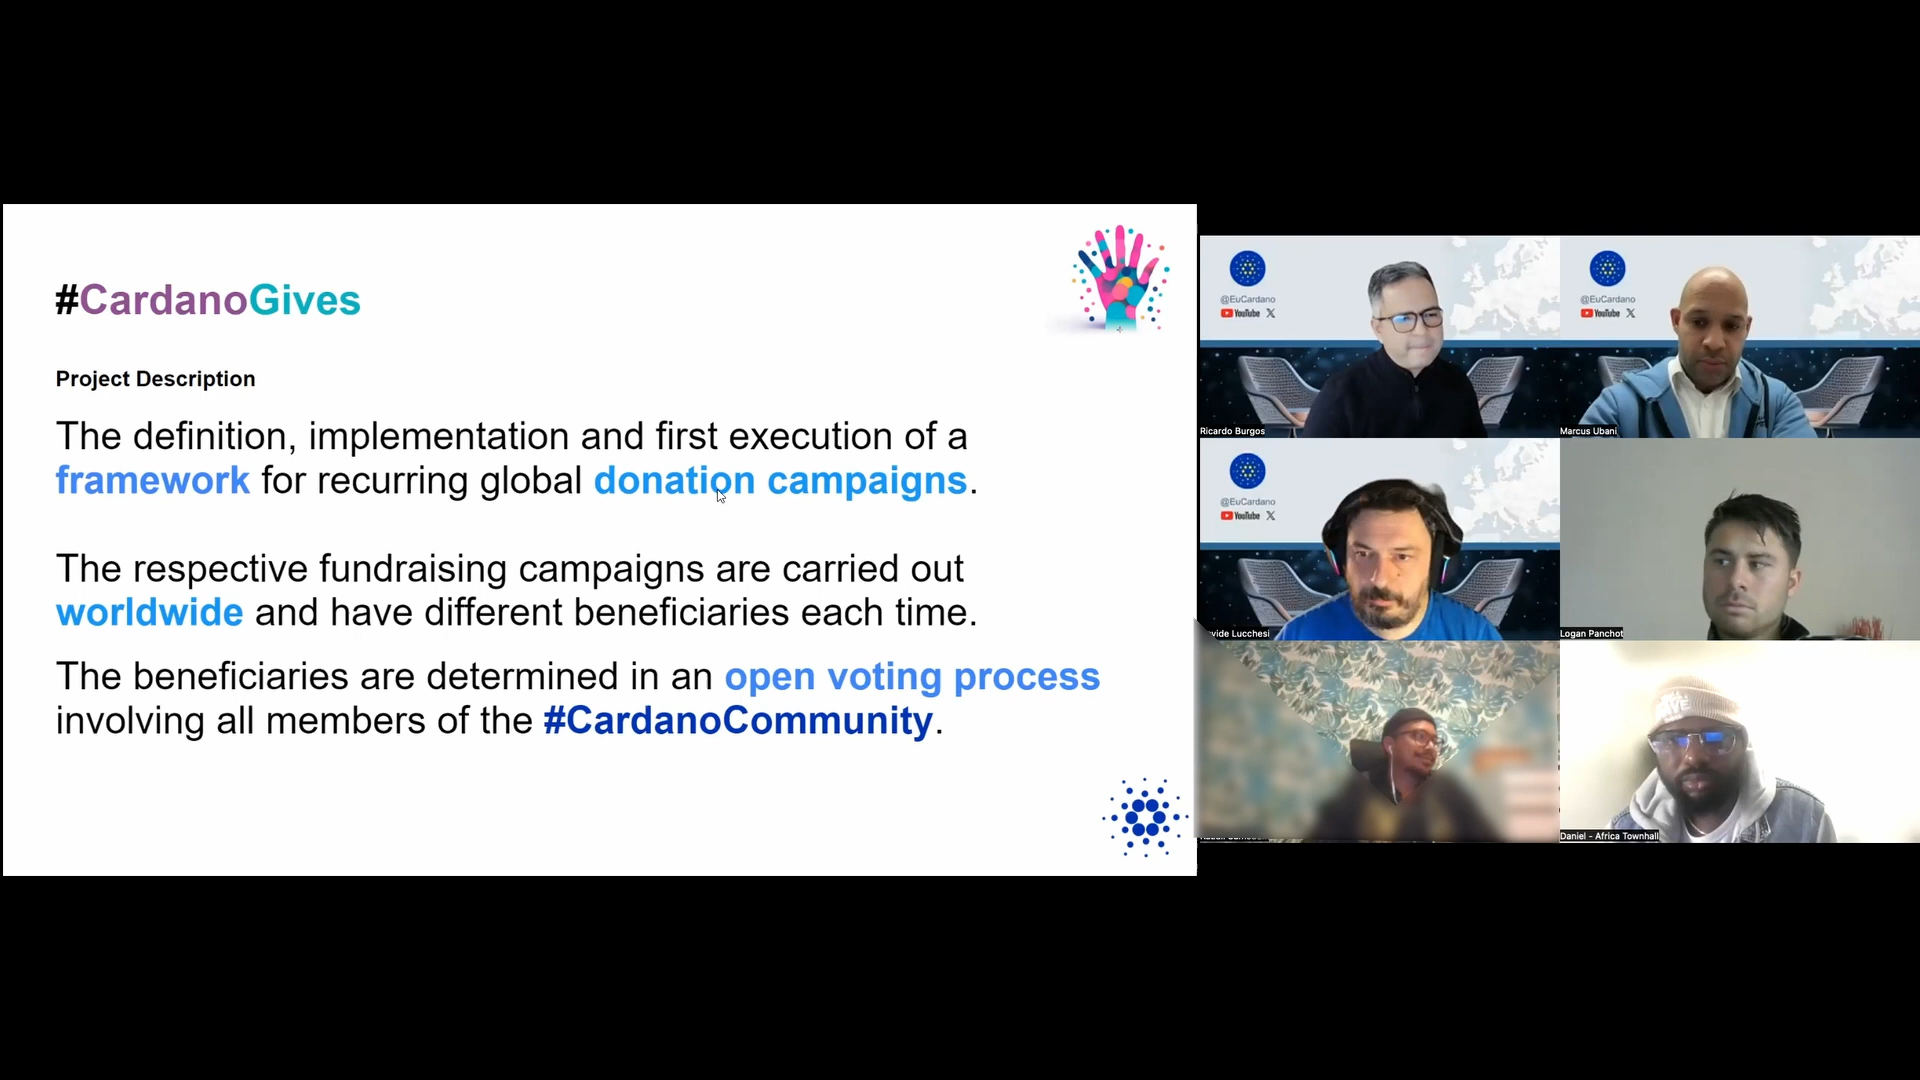 #CardanoGives
Project Description
The definition, implementation and first execution of a
framework for recurring global donation campaigns.
The respective fundraising campaigns are carried out
worldwide and have different beneficiaries each time.
The beneficiaries are determined in an open voting process
involving all members of the #CardanoCommunity.
@EuCardano
YouTube X
Ricardo Burgos
@EuCardano
YouTube X
Marcus Ubani
@EuCardano
YouTube X
vide Lucchesi
Logan Panchot
Daniel - Africa Townhall